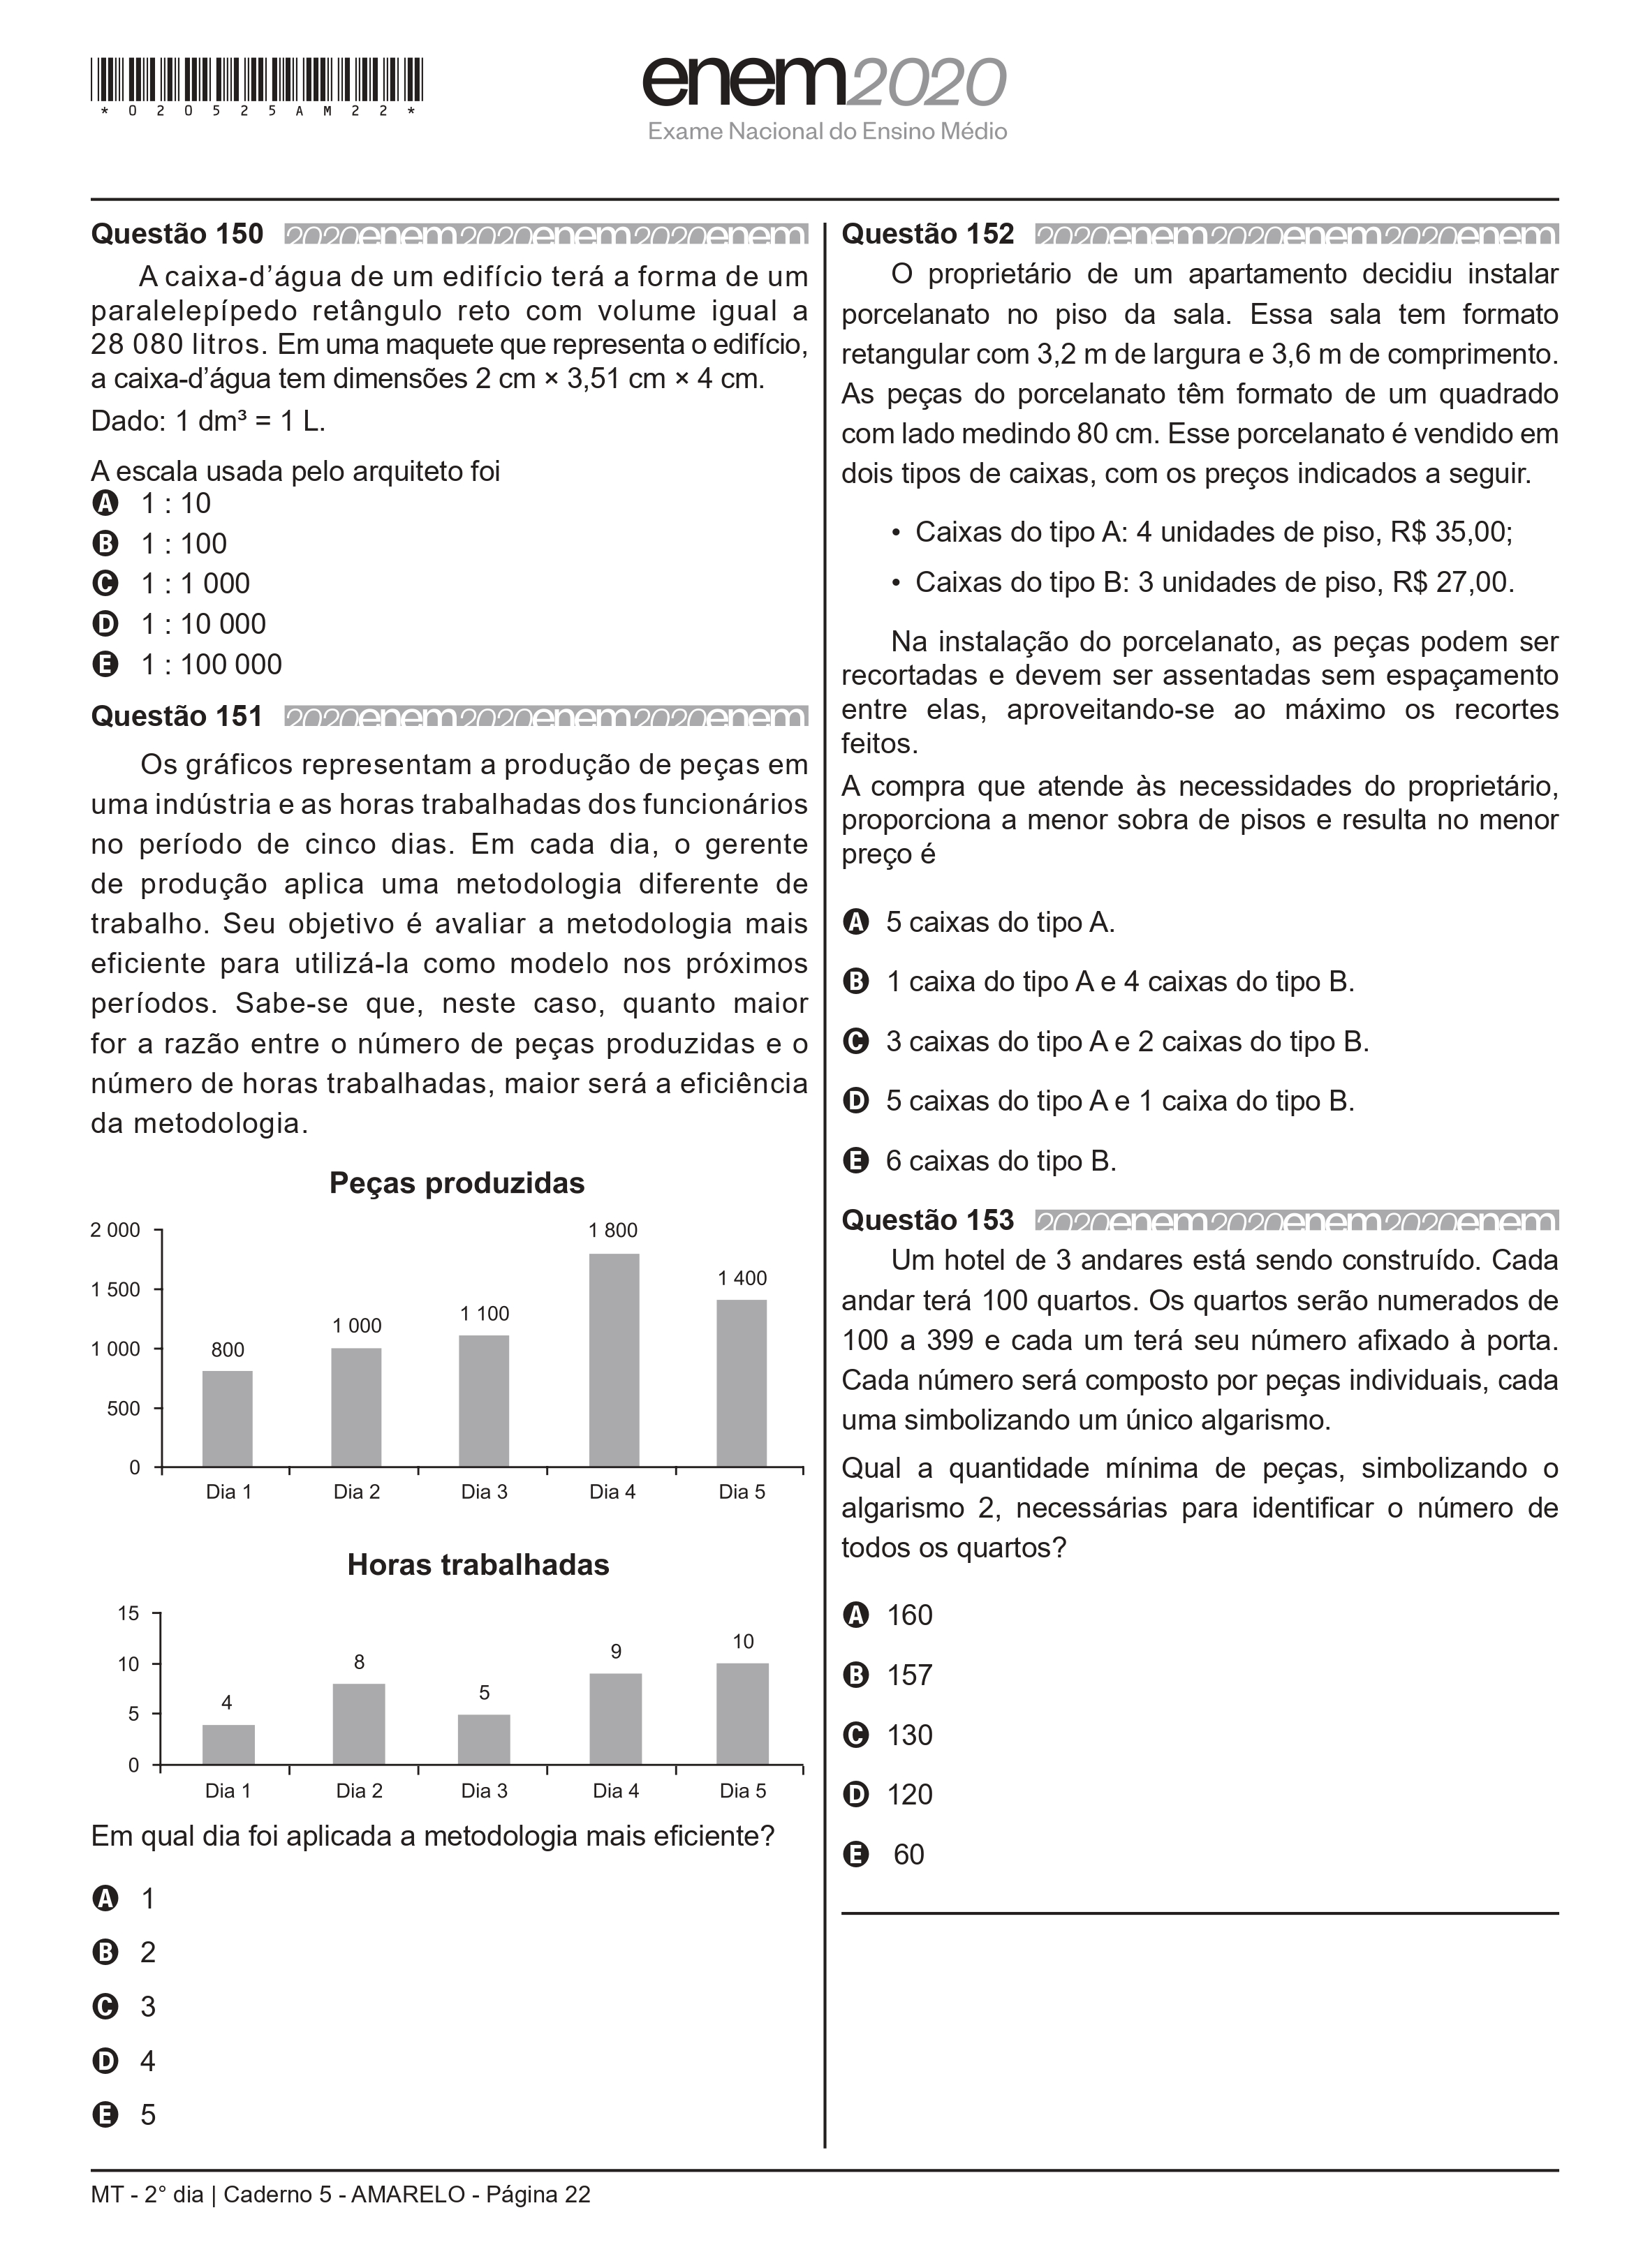 *020525AM22*
enem2020
Exame Nacional do Ensino Médio
Questão 150 2020enem2020enem2020enem
A caixa-d’água de um edifício terá a forma de um
paralelepípedo retângulo reto com volume igual a
28 080 litros. Em uma maquete que representa o edifício,
a caixa-d’água tem dimensões 2 cm × 3,51 cm × 4 cm.
Dado: 1 dm³ = 1 L.
A escala usada pelo arquiteto foi
A 1 : 10
B 1 : 100
C 1 : 1 000
D 1 : 10 000
E 1 : 100 000
Questão 151 2020enem2020enem2020enem
Os gráficos representam a produção de peças em
uma indústria e as horas trabalhadas dos funcionários
no período de cinco dias. Em cada dia, o gerente
de produção aplica uma metodologia diferente de
trabalho. Seu objetivo é avaliar a metodologia mais
eficiente para utilizá-la como modelo nos próximos
períodos. Sabe-se que, neste caso, quanto maior
for a razão entre o número de peças produzidas e o
número de horas trabalhadas, maior será a eficiência
da metodologia.
Peças produzidas
2 000
1 500
1 000
500
0
800
1 000
1 100
1 800
1 400
Dia 1 Dia 2 Dia 3 Dia 4 Dia 5
Horas trabalhadas
15
10
5
0
4
8
5
9
10
Dia 1 Dia 2 Dia 3 Dia 4 Dia 5
Em qual dia foi aplicada a metodologia mais eficiente?
A 1
B 2
C 3
D 4
E 5
Questão 152 2020enem2020enem2020enem
O proprietário de um apartamento decidiu instalar
porcelanato no piso da sala. Essa sala tem formato
retangular com 3,2 m de largura e 3,6 m de comprimento.
As peças do porcelanato têm formato de um quadrado
com lado medindo 80 cm. Esse porcelanato é vendido em
dois tipos de caixas, com os preços indicados a seguir.
• Caixas do tipo A: 4 unidades de piso, R$ 35,00;
• Caixas do tipo B: 3 unidades de piso, R$ 27,00.
Na instalação do porcelanato, as peças podem ser
recortadas e devem ser assentadas sem espaçamento
entre elas, aproveitando-se ao máximo os recortes
feitos.
A compra que atende às necessidades do proprietário,
proporciona a menor sobra de pisos e resulta no menor
preço é
A 5 caixas do tipo A.
B 1 caixa do tipo A e 4 caixas do tipo B.
C 3 caixas do tipo A e 2 caixas do tipo B.
D 5 caixas do tipo A e 1 caixa do tipo B.
E 6 caixas do tipo B.
Questão 153 2020enem2020enem2020enem
Um hotel de 3 andares está sendo construído. Cada
andar terá 100 quartos. Os quartos serão numerados de
100 a 399 e cada um terá seu número afixado à porta.
Cada número será composto por peças individuais, cada
uma simbolizando um único algarismo.
Qual a quantidade mínima de peças, simbolizando o
algarismo 2, necessárias para identificar o número de
todos os quartos?
A 160
B 157
C 130
D 120
E 60
MT - 2° dia | Caderno 5 - AMARELO - Página 22